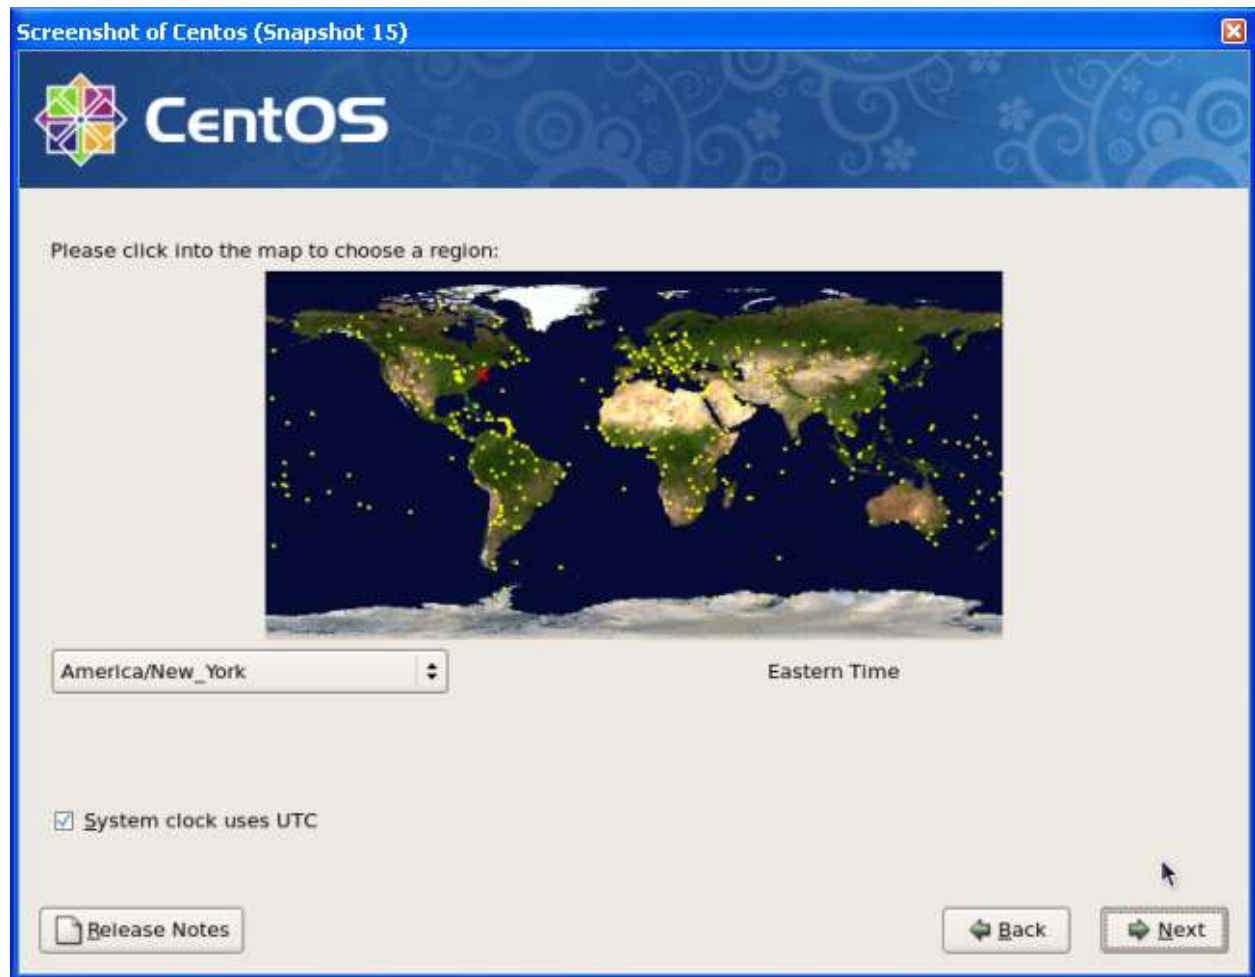 Screenshot of Centos (Snapshot 15)
CentOS
Please click into the map to choose a region:
America/New_York
Eastern Time
System clock uses UTC
Release Notes
Back
Next